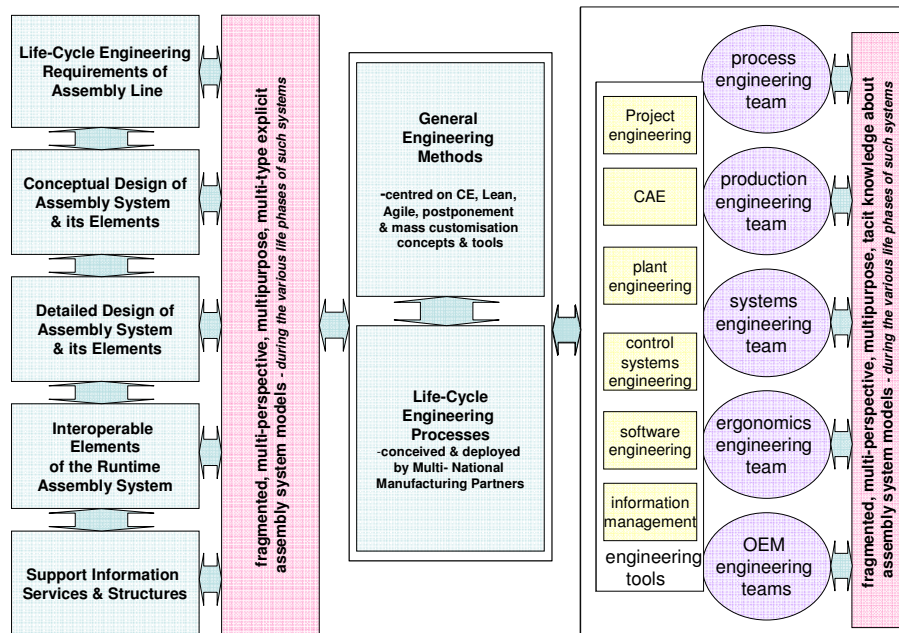 Life-Cycle Engineering
Requirements of
Assembly Line
Conceptual Design of
Assembly System
& its Elements
Detailed Design of
Assembly System
& its Elements
Interoperable
Elements
of the Runtime
Assembly System
Support Information
Services & Structures
fragmented, multi-perspective, multipurpose, multi-type explicit
assembly system models - during the various life phases of such systems
General
Engineering
Methods
-centred on CE, Lean,
Agile, postponement
& mass customisation
concepts & tools
Life-Cycle
Engineering
Processes
-conceived & deployed
by Multi- National
Manufacturing Partners
Project
engineering
CAE
plant
engineering
control
systems
engineering
software
engineering
information
management
engineering
tools
process
engineering
team
production
engineering
team
systems
engineering
team
ergonomics
engineering
team
OEM
engineering
teams
fragmented, multi-perspective, multipurpose, tacit knowledge about
assembly system models - during the various life phases of such systems